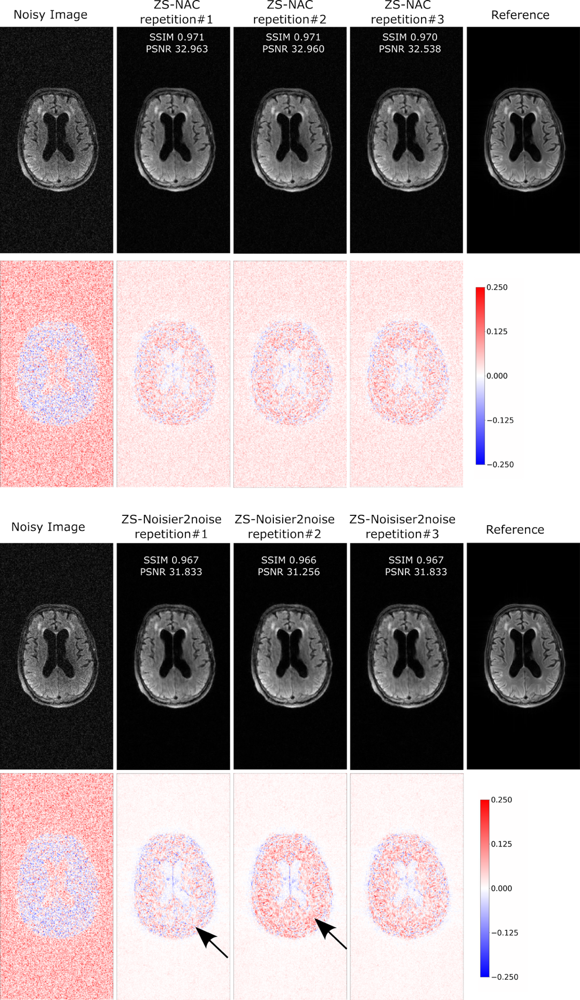 Noisy Image
ZS-NAC
repetition#1
ZS-NAC
repetition#2
ZS-NAC
repetition#3
Reference
SSIM 0.971
PSNR 32.963
SSIM 0.971
PSNR 32.960
SSIM 0.970
PSNR 32.538
0.250
0.125
0.000
−0.125
−0.250
Noisy Image
ZS-Noisier2noise
repetition#1
ZS-Noisier2noise
repetition#2
ZS-Noisiser2noise
repetition#3
Reference
SSIM 0.967
PSNR 31.833
SSIM 0.966
PSNR 31.256
SSIM 0.967
PSNR 31.833
0.250
0.125
0.000
−0.125
−0.250